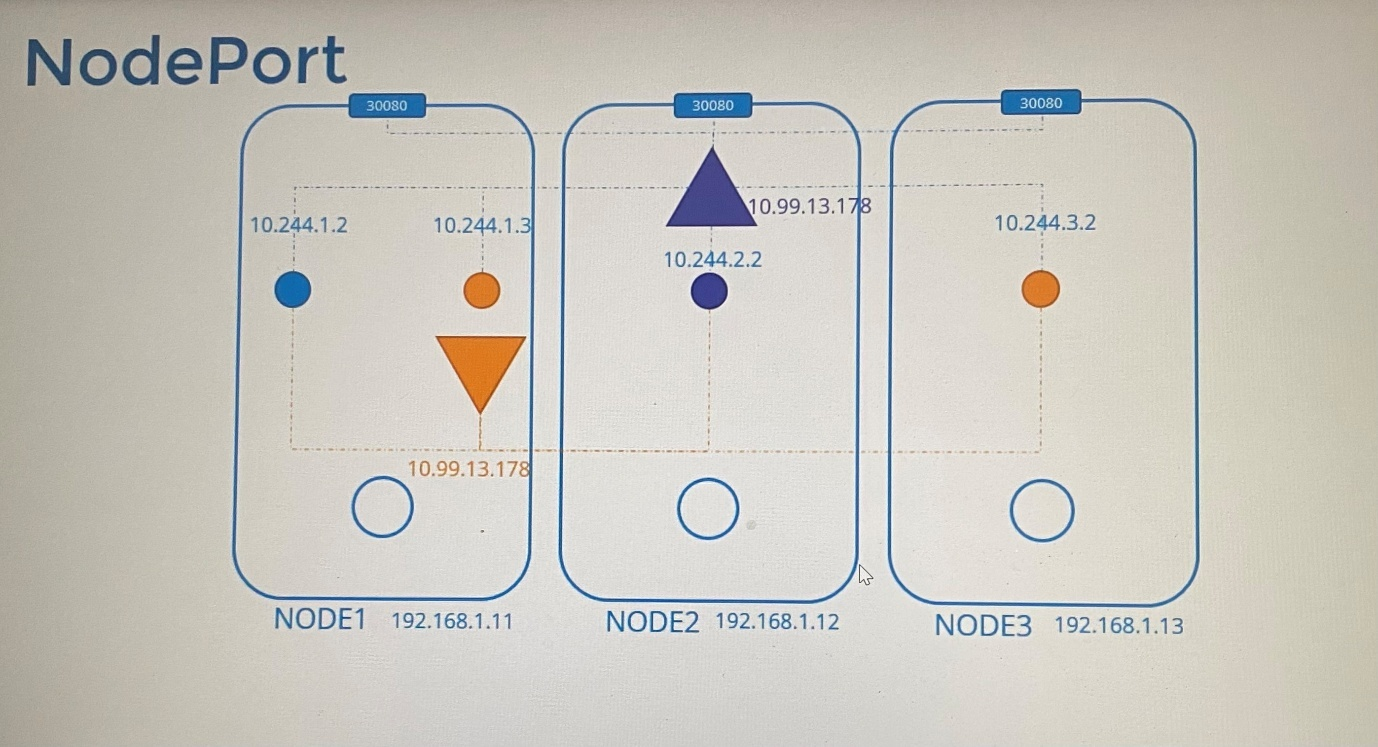 NodePort
30080
30080
30080
10.99.13.178
10.244.1.2
10.244.1.3
10.244.3.2
10.244.2.2
10.99.13.178
NODE1 192.168.1.11
NODE2 192.168.1.12
NODE3 192.168.1.13